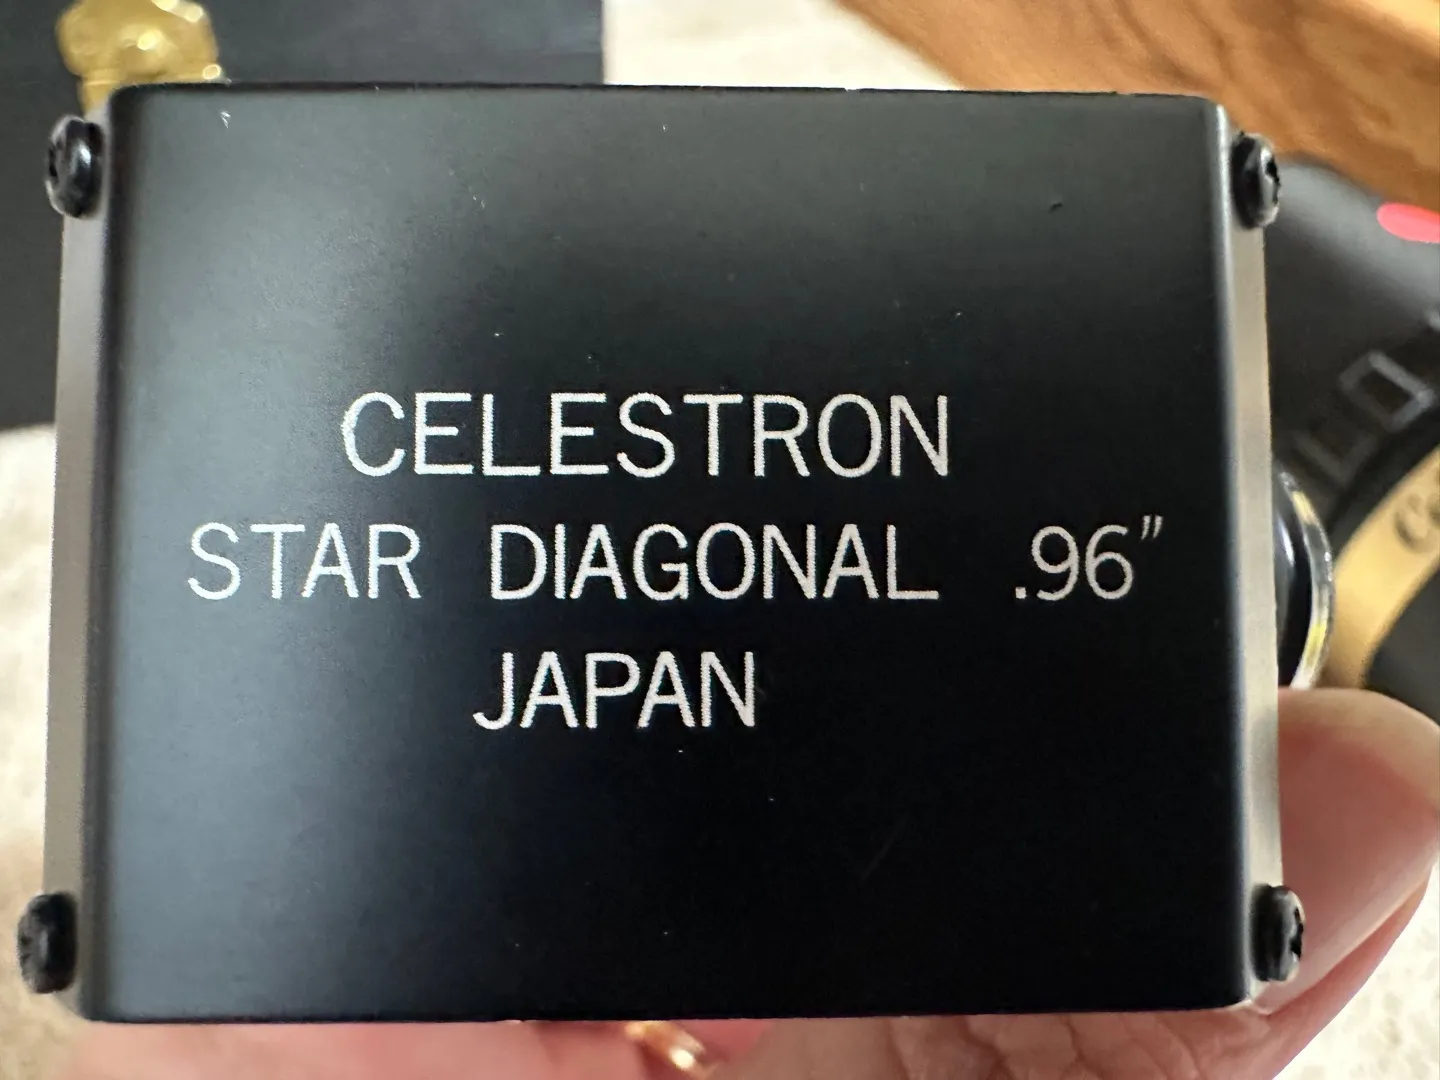 CELESTRON
STAR DIAGONAL .96"
JAPAN